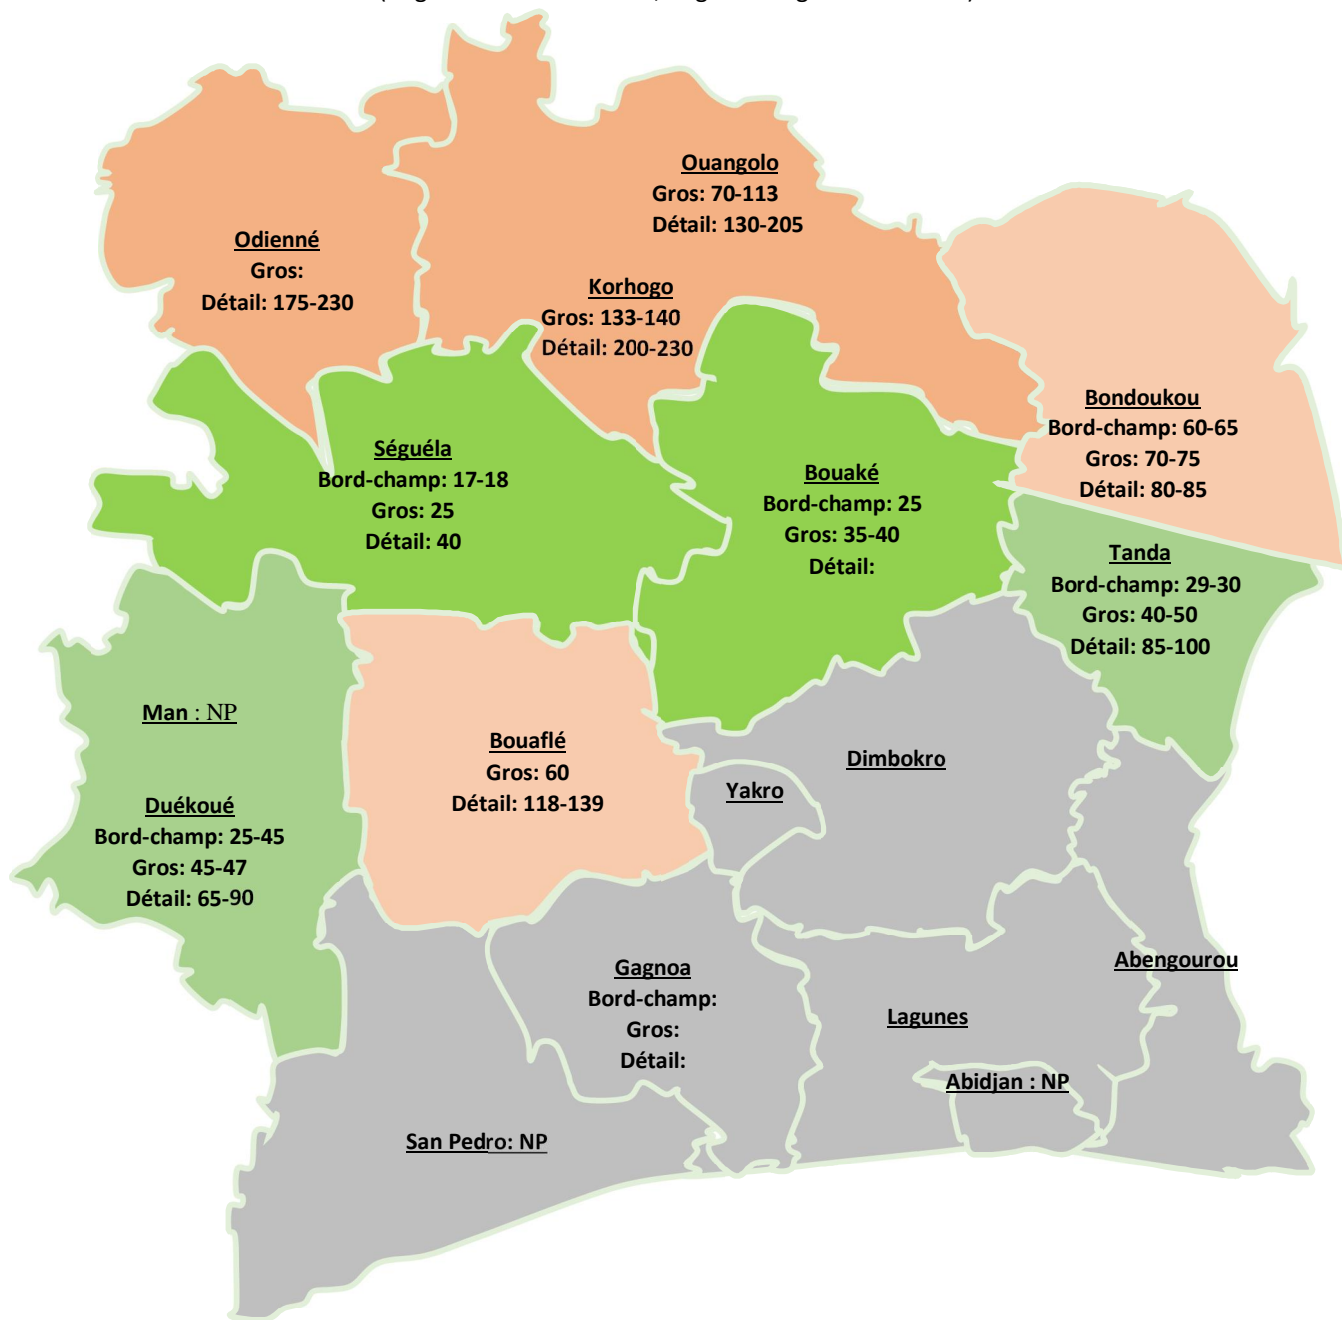 Ouangolo
Gros: 70-113
Détail: 130-205
Odienné
Gros:
Détail: 175-230
Korhogo
Gros: 133-140
Détail: 200-230
Bondoukou
Bord-champ: 60-65
Gros: 70-75
Détail: 80-85
Séguéla
Bord-champ: 17-18
Gros: 25
Détail: 40
Bouaké
Bord-champ: 25
Gros: 35-40
Détail:
Tanda
Bord-champ: 29-30
Gros: 40-50
Détail: 85-100
Man : NP
Bouaflé
Gros: 60
Détail: 118-139
Dimbokro
Yakro
Duékoué
Bord-champ: 25-45
Gros: 45-47
Détail: 65-90
Gagnoa
Bord-champ:
Gros:
Détail:
Abengourou
Lagunes
Abidjan : NP
San Pedro: NP